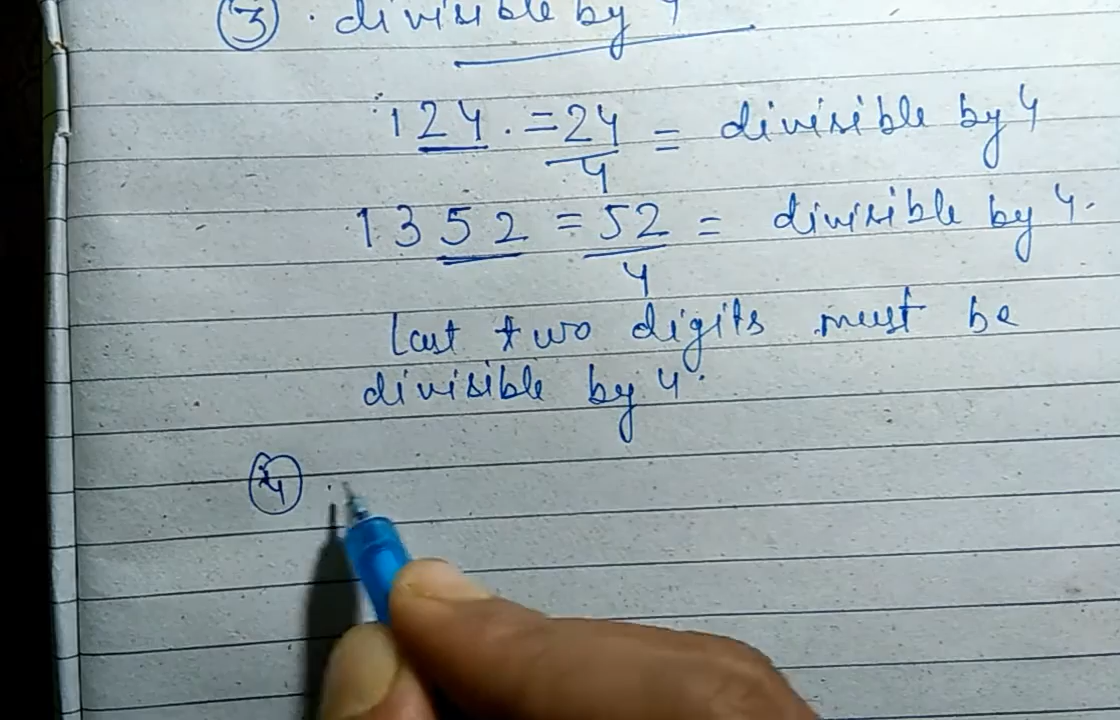 ③ . divisible by 4
124 . = 24/4 = divisible by 4
1352 = 52/4 = divisible by 4.
Last two digits must be
divisible by 4.
④ .